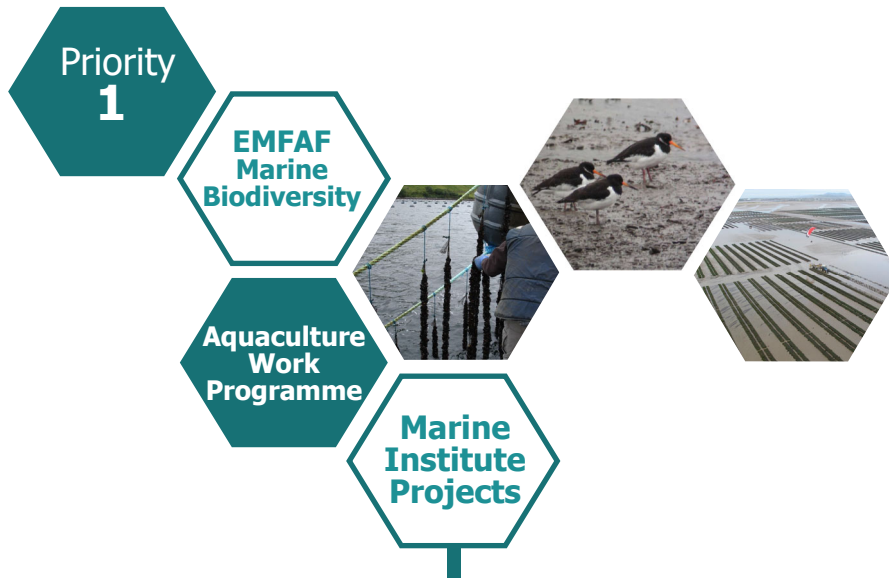 Priority
1
EMFAF
Marine
Biodiversity
Aquaculture
Work
Programme
Marine
Institute
Projects